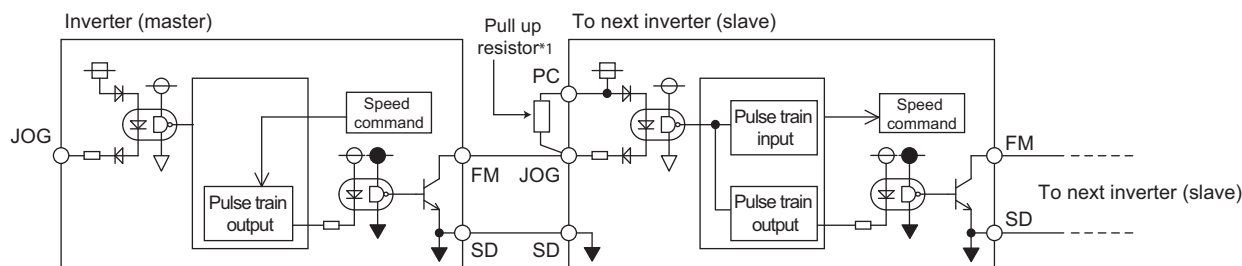 Inverter (master)
To next inverter (slave)
Pull up
resistor*1
PC
JOG
Speed
command
Pulse train
output
FM
SD
JOG
SD
Pulse train
input
Pulse train
output
Speed
command
FM
SD
To next inverter (slave)